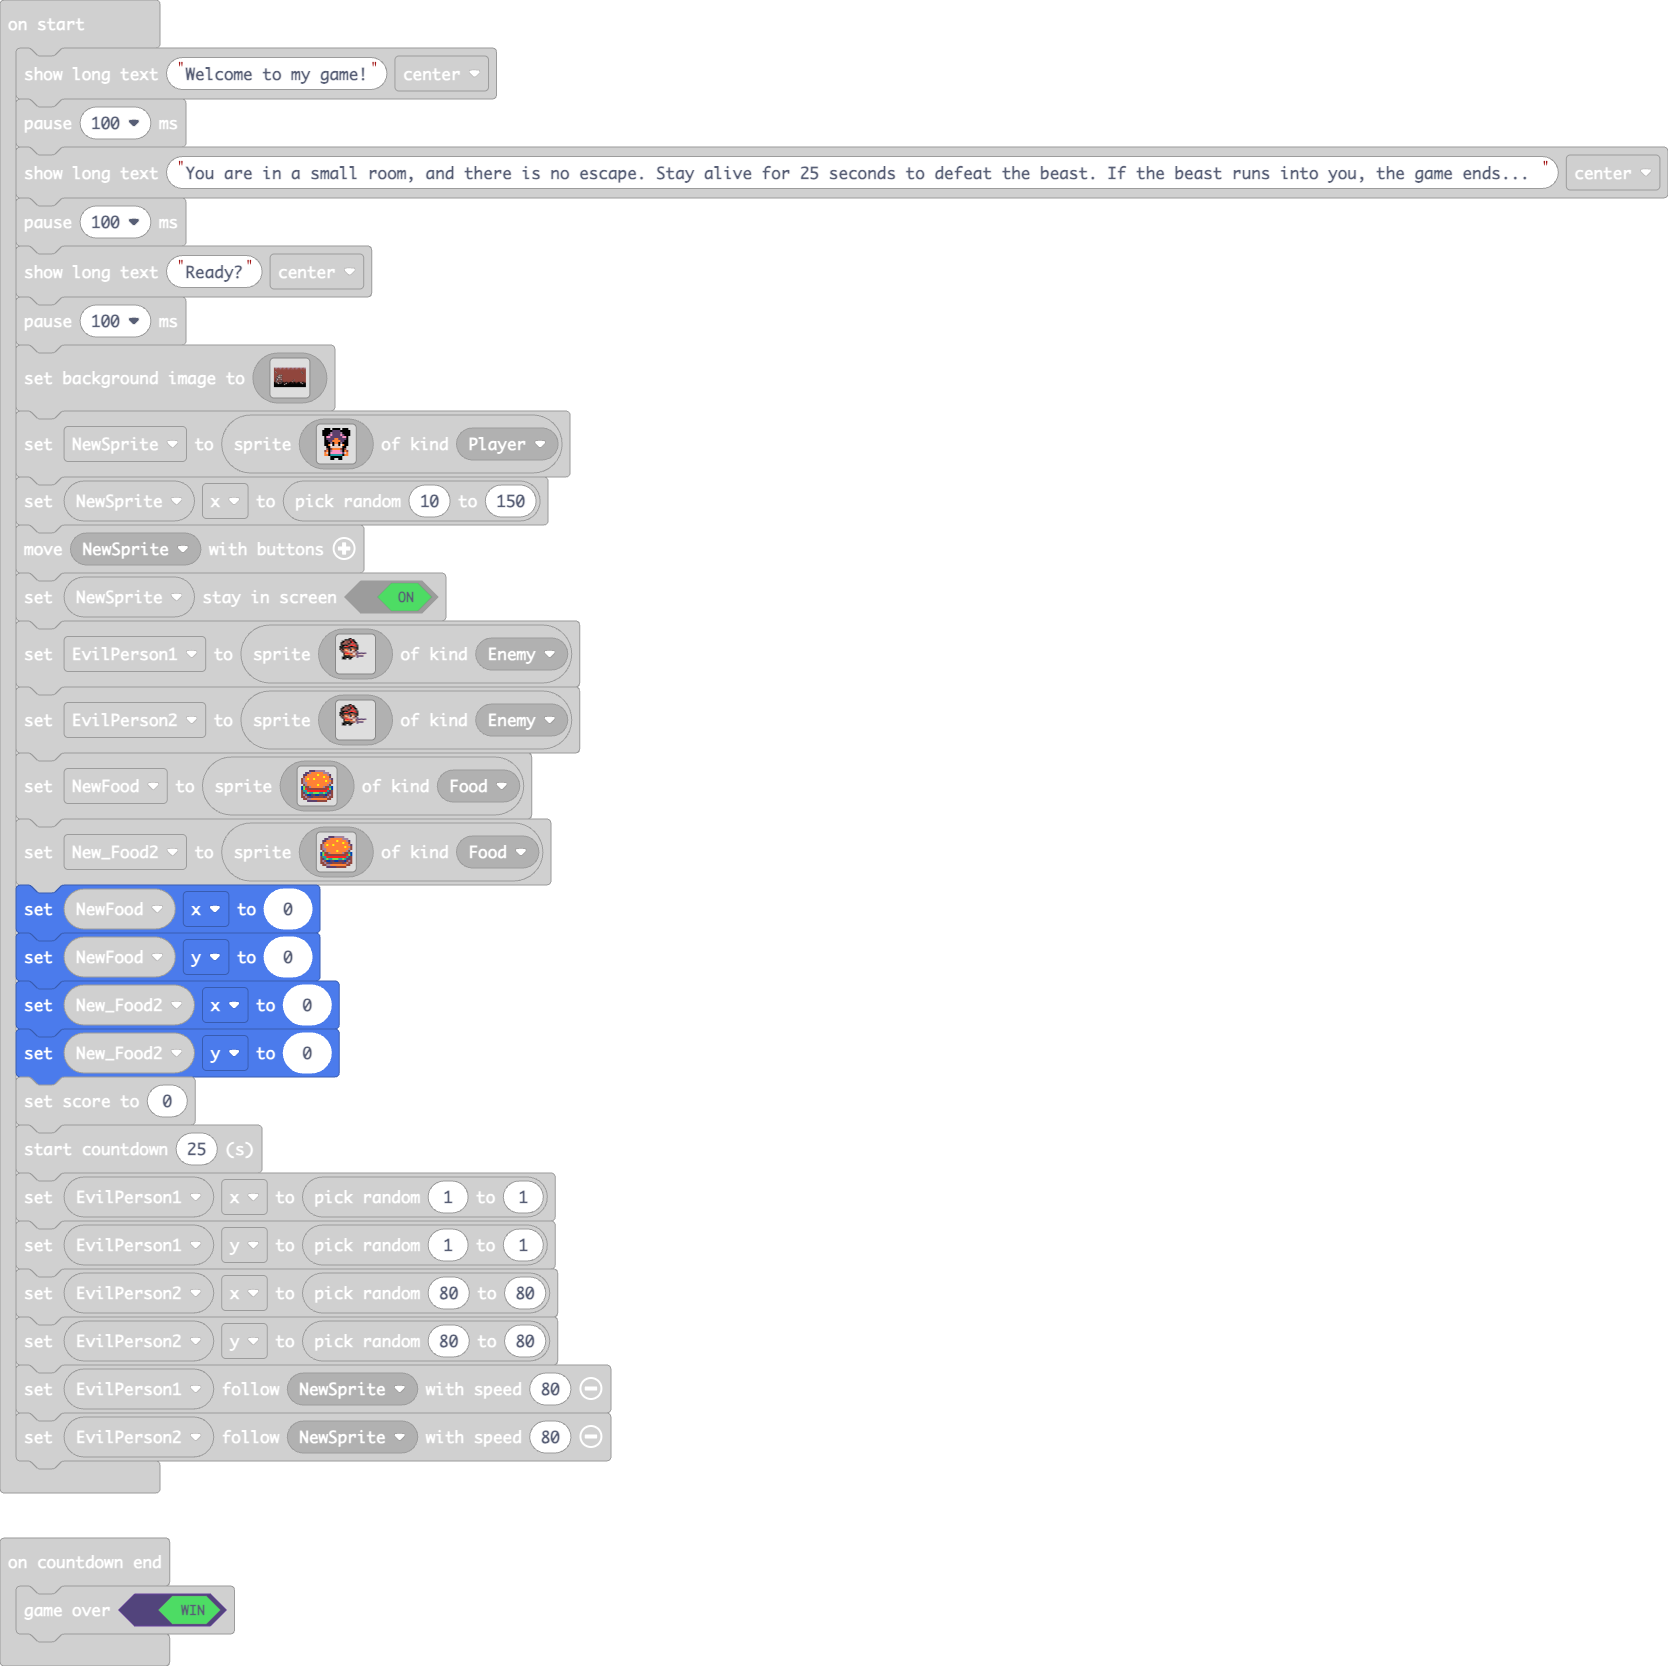 on start
show long text "Welcome to my game!" center
pause 100 ms
show long text "You are in a small room, and there is no escape. Stay alive for 25 seconds to defeat the beast. If the beast runs into you, the game ends... " center
pause 100 ms
show long text "Ready?" center
pause 100 ms
set background image to
set NewSprite to sprite of kind Player
set NewSprite x to pick random 10 to 150
move NewSprite with buttons
set NewSprite stay in screen ON
set EvilPerson1 to sprite of kind Enemy
set EvilPerson2 to sprite of kind Enemy
set NewFood to sprite of kind Food
set New_Food2 to sprite of kind Food
set NewFood x to 0
set NewFood y to 0
set New_Food2 x to 0
set New_Food2 y to 0
set score to 0
start countdown 25 (s)
set EvilPerson1 x to pick random 1 to 1
set EvilPerson1 y to pick random 1 to 1
set EvilPerson2 x to pick random 80 to 80
set EvilPerson2 y to pick random 80 to 80
set EvilPerson1 follow NewSprite with speed 80
set EvilPerson2 follow NewSprite with speed 80
on countdown end
game over WIN